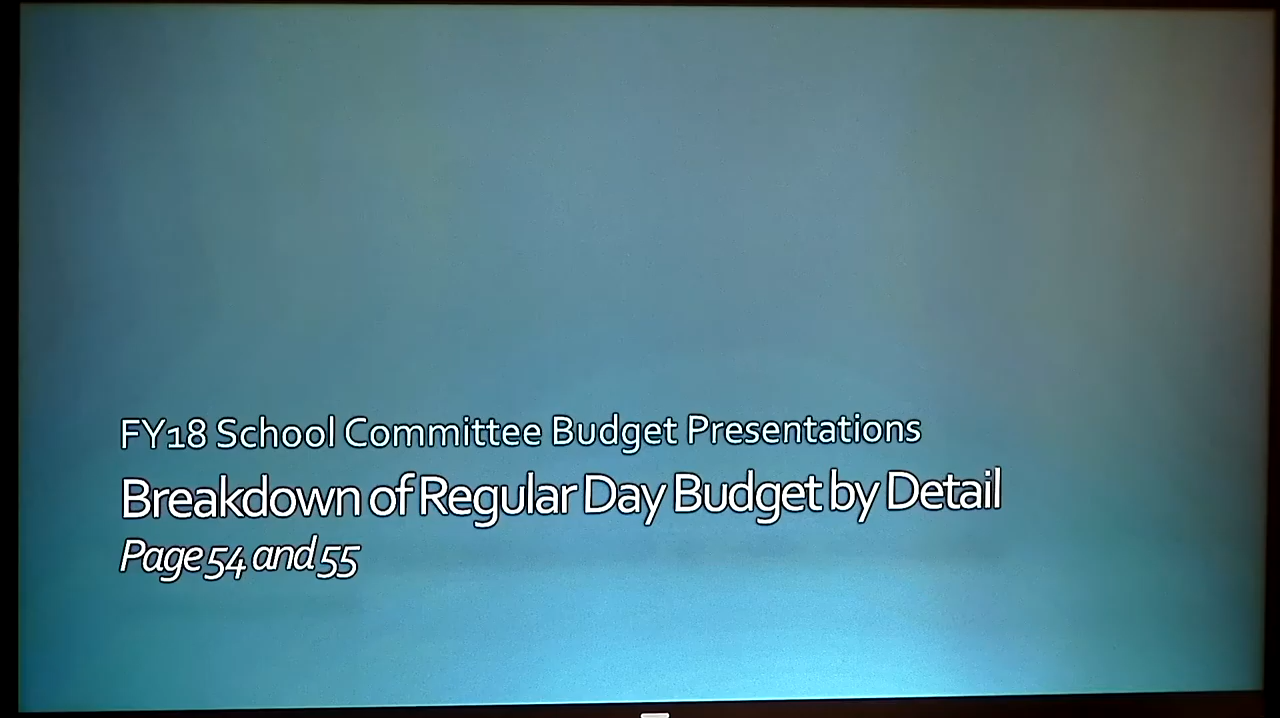 FY18 School Committee Budget Presentations
Breakdown of Regular Day Budget by Detail
Page 54 and 55